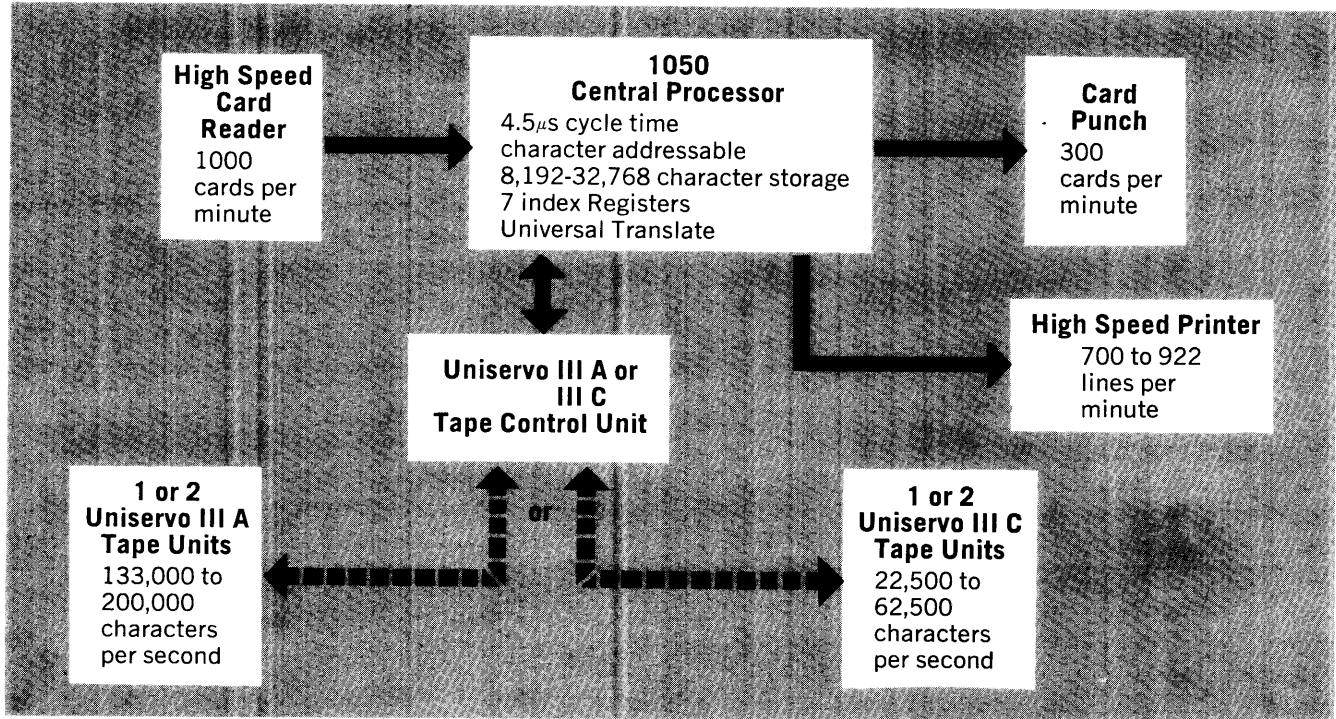 High Speed
Card
Reader
1000
cards per
minute
1050
Central Processor
4.5μs cycle time
character addressable
8,192-32,768 character storage
7 index Registers
Universal Translate
Card
Punch
300
cards per
minute
High Speed Printer
700 to 922
lines per
minute
Uniservo III A or
III C
Tape Control Unit
or
1 or 2
Uniservo III A
Tape Units
133,000 to
200,000
characters
per second
1 or 2
Uniservo III C
Tape Units
22,500 to
62,500
characters
per second